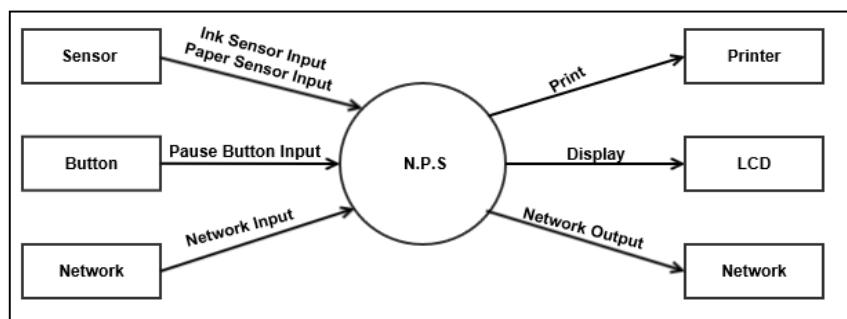 Sensor
Ink Sensor Input
Paper Sensor Input
Print
Printer
Button
Pause Button Input
N.P.S
Display
LCD
Network
Network Input
Network Output
Network